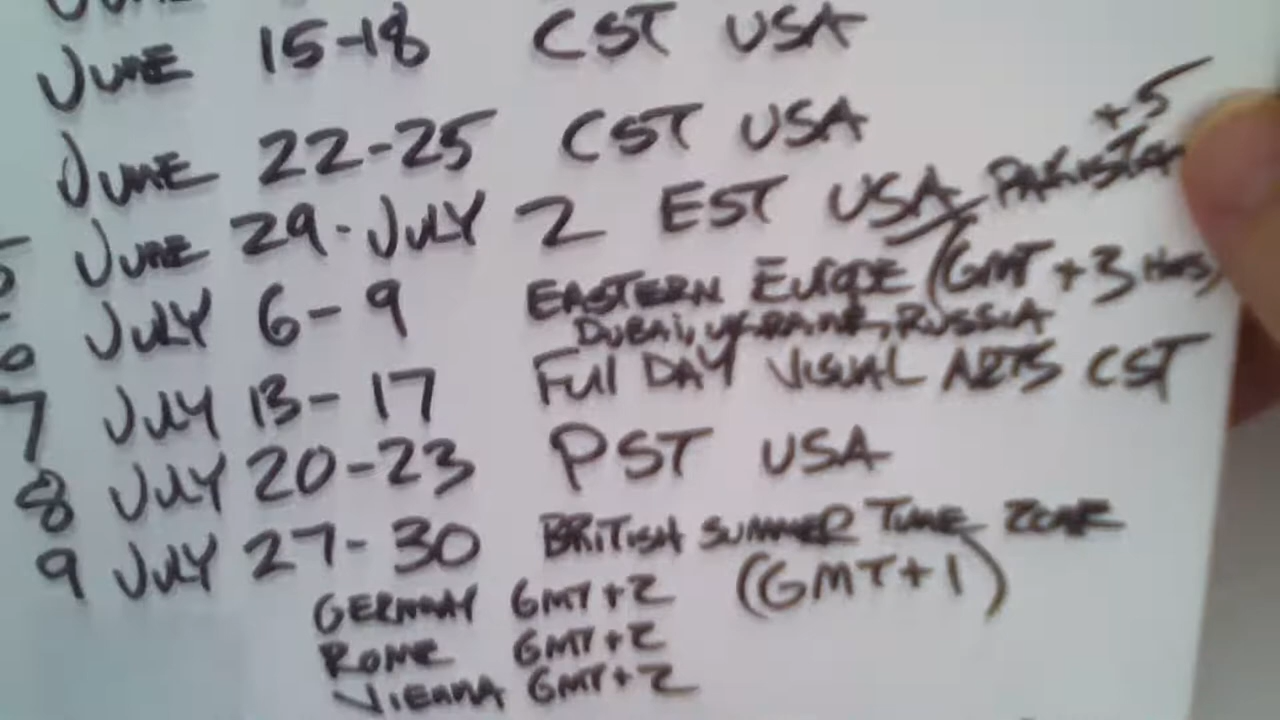 JUNE 15-18 CST USA
+5
JUNE 22-25 CST USA
PAKISTAN
5 JUNE 29-JULY 2 EST USA
6 JULY 6-9 EASTERN EUROPE (GMT +3 HRS)
DUBAI, UKRAINE, RUSSIA
7 JULY 13-17 FULL DAY VISUAL ARTS CST
8 JULY 20-23 PST USA
9 JULY 27-30 BRITISH SUMMER TIME ZONE
(GMT+1)
GERMANY GMT+2
ROME GMT+2
VIENNA GMT+2